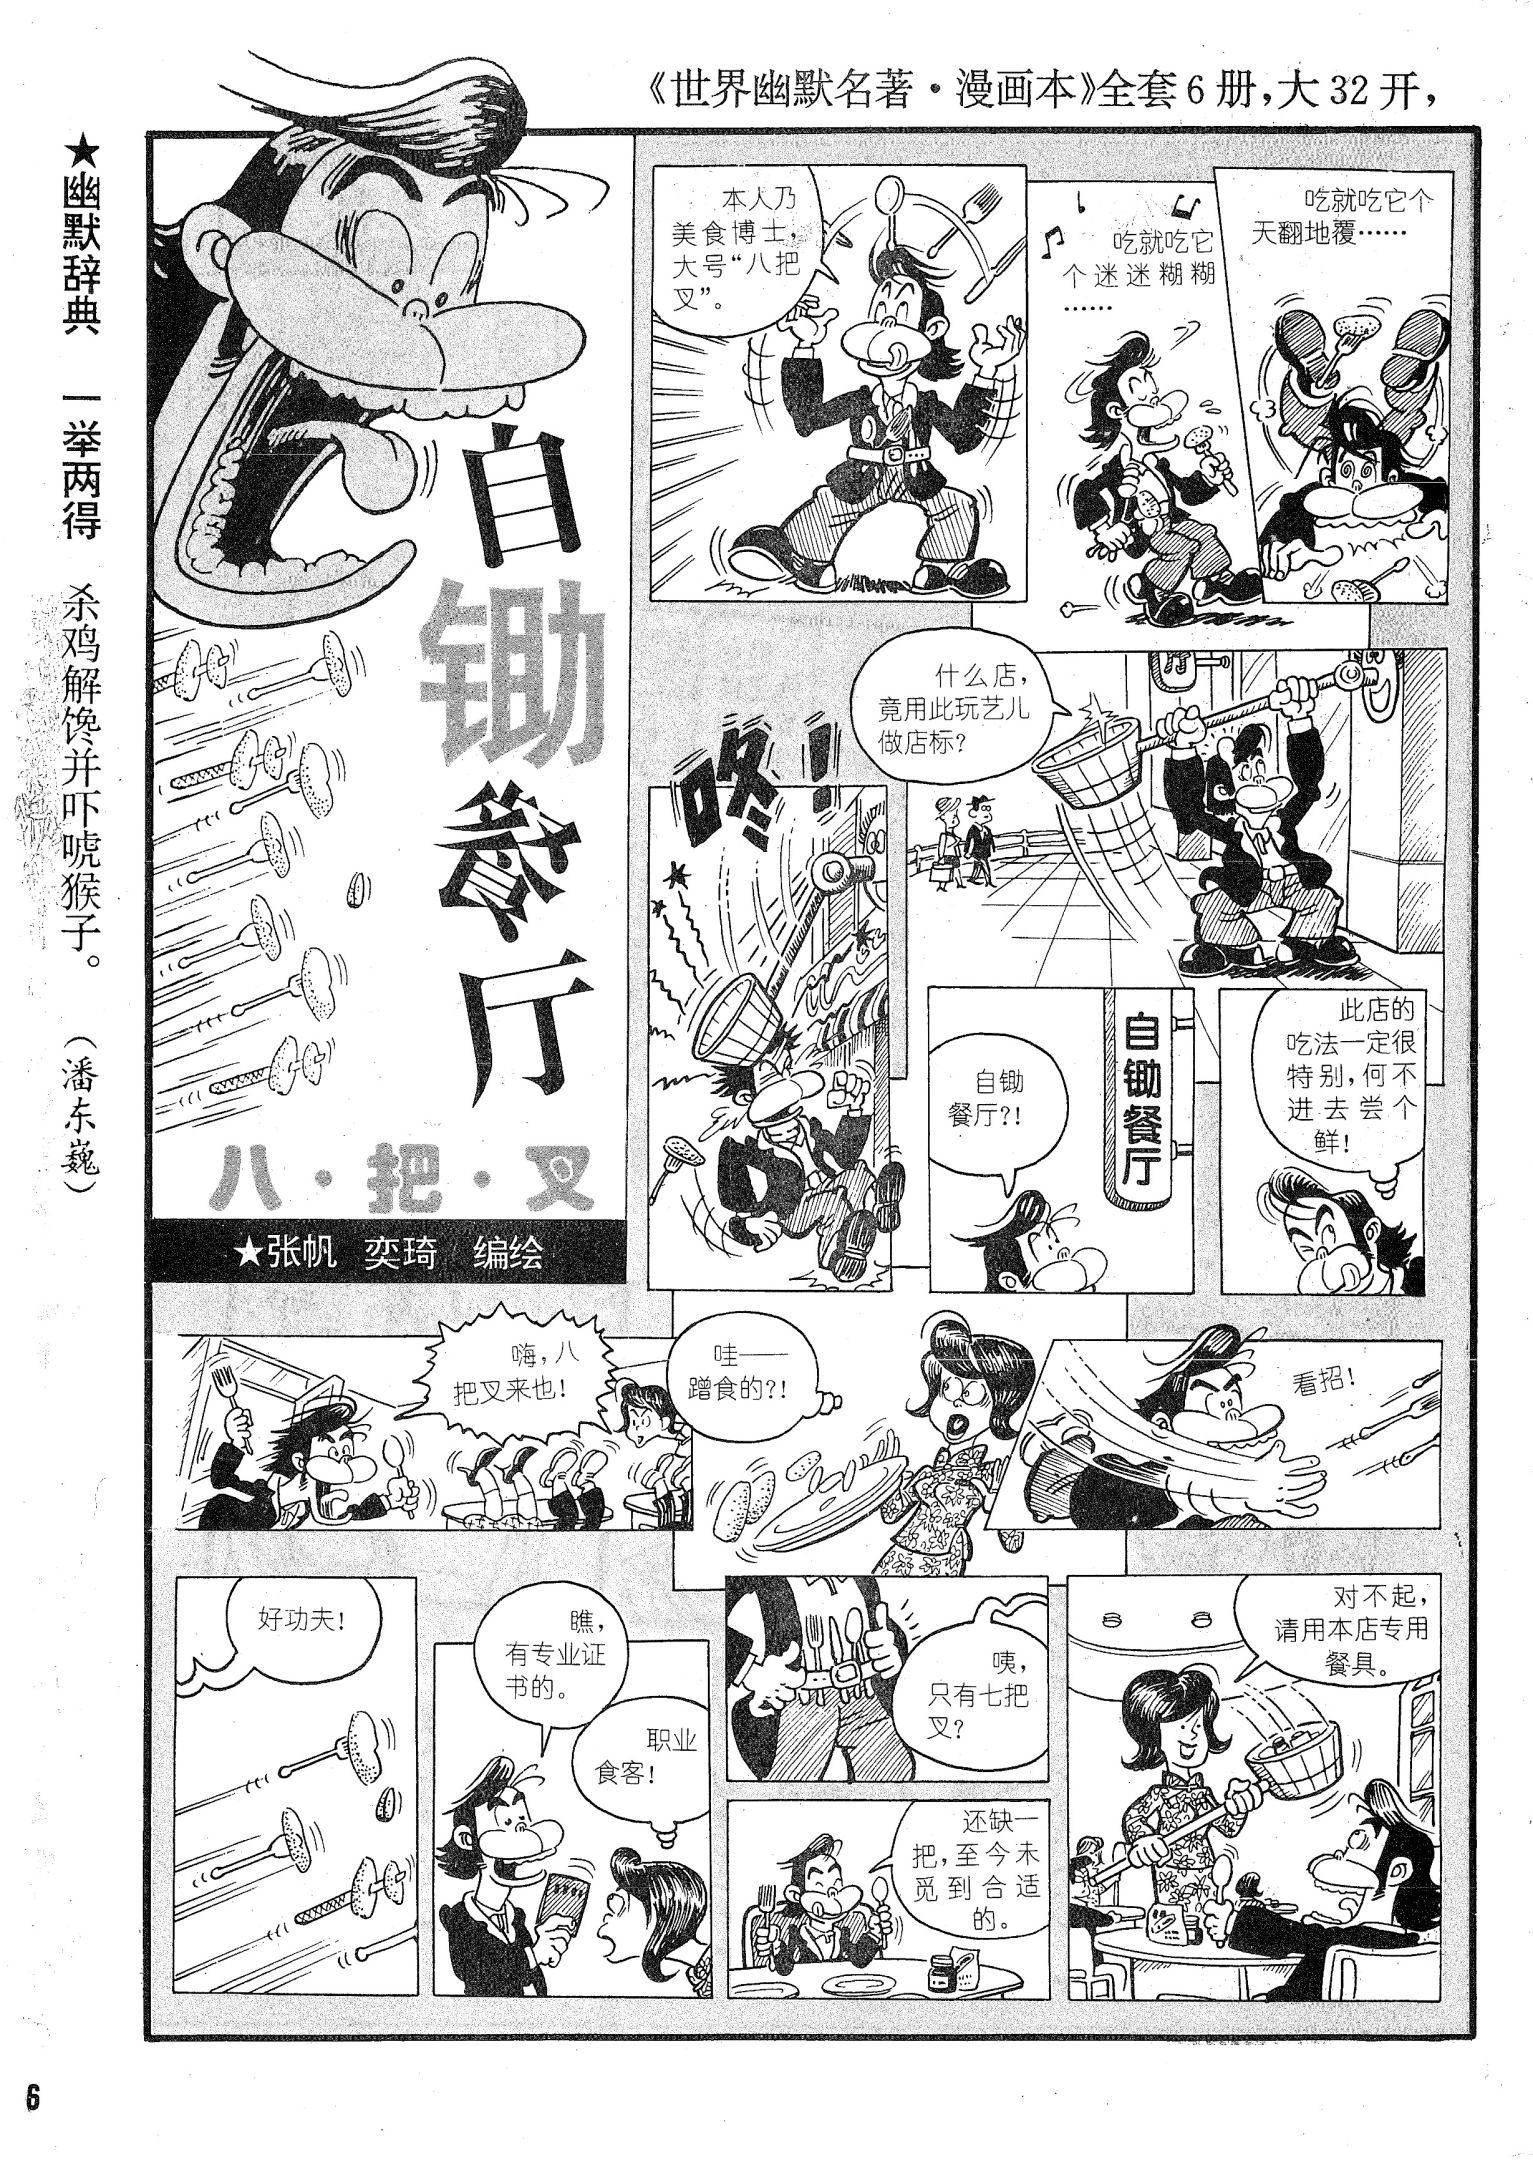 《世界幽默名著·漫画本》全套6册,大32开,
★幽默辞典 一举两得 杀鸡解馋并吓唬猴子。 (潘东巍)
自锄餐厅
八·把·叉
★张帆 奕琦 编绘
本人乃
美食博士,
大号“八把
叉”。
吃就吃它
个迷迷糊糊
……
吃就吃它个
天翻地覆……
咚!
什么店,
竟用此玩艺儿
做店标?
厅
自锄
餐厅?!
自锄餐厅
此店的
吃法一定很
特别,何不
进去尝个
鲜!
嗨,八
把叉来也!
哇——
蹭食的?!
看招!
好功夫!
瞧,
有专业证
书的。
职业
食客!
咦,
只有七把
叉?
还缺一
把,至今未
觅到合适
的。
对不起,
请用本店专用
餐具。
6